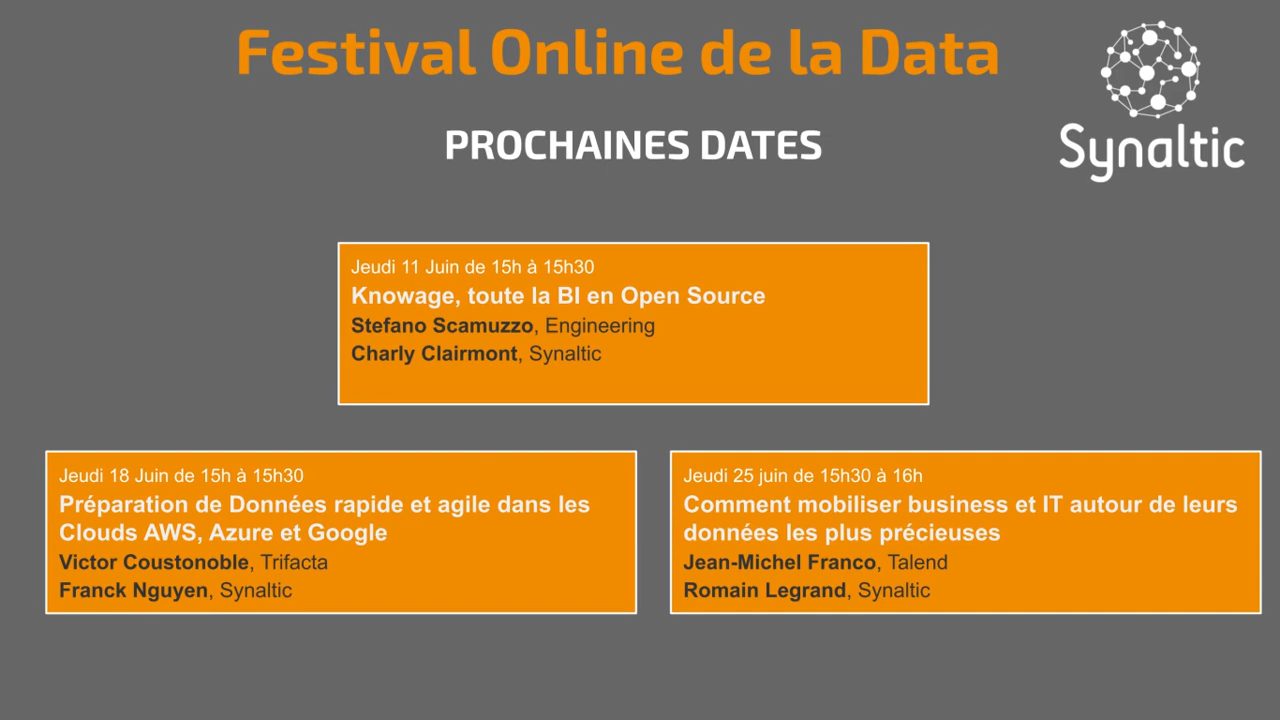 Festival Online de la Data
Synaltic
PROCHAINES DATES
Jeudi 11 Juin de 15h à 15h30
Knowage, toute la BI en Open Source
Stefano Scamuzzo, Engineering
Charly Clairmont, Synaltic
Jeudi 18 Juin de 15h à 15h30
Préparation de Données rapide et agile dans les
Clouds AWS, Azure et Google
Victor Coustonoble, Trifacta
Franck Nguyen, Synaltic
Jeudi 25 juin de 15h30 à 16h
Comment mobiliser business et IT autour de leurs
données les plus précieuses
Jean-Michel Franco, Talend
Romain Legrand, Synaltic